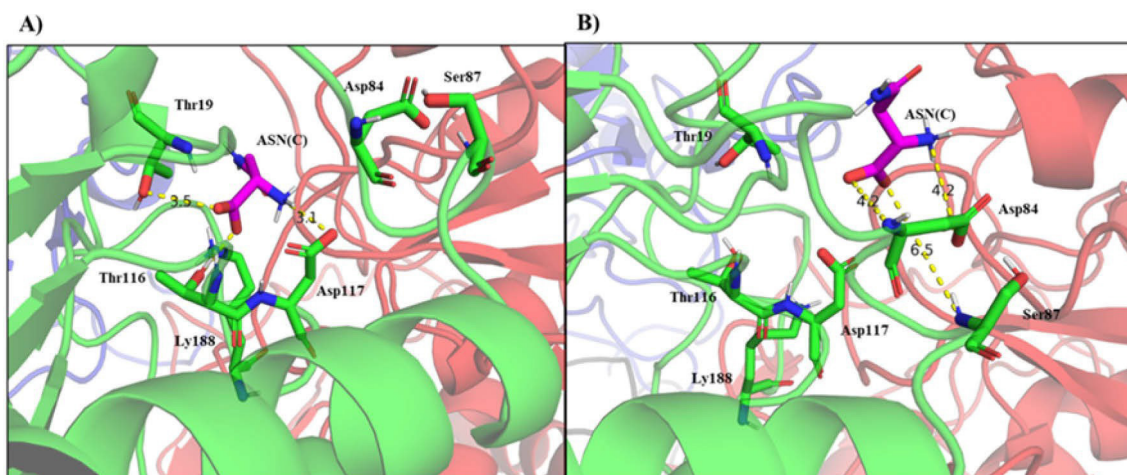 A)
Thr19
ASN(C)
Asp84
Ser87
3.5
3.1
Thr116
Asp117
Ly188
B)
Thr19
ASN(C)
4.2
4.2
Asp84
6.5
Thr116
Asp117
Ser87
Ly188